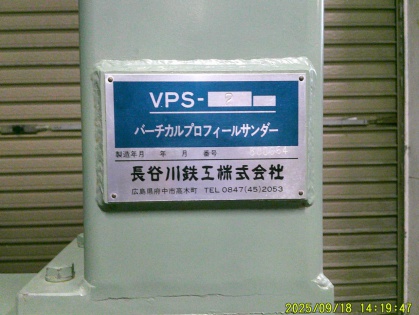 VPS-2
バーチカルプロフィールサンダー
製造年月 年 月 番号
長谷川鉄工株式会社
広島県府中市高木町 TEL 0847(45)2053
2025/09/18 14:19:47